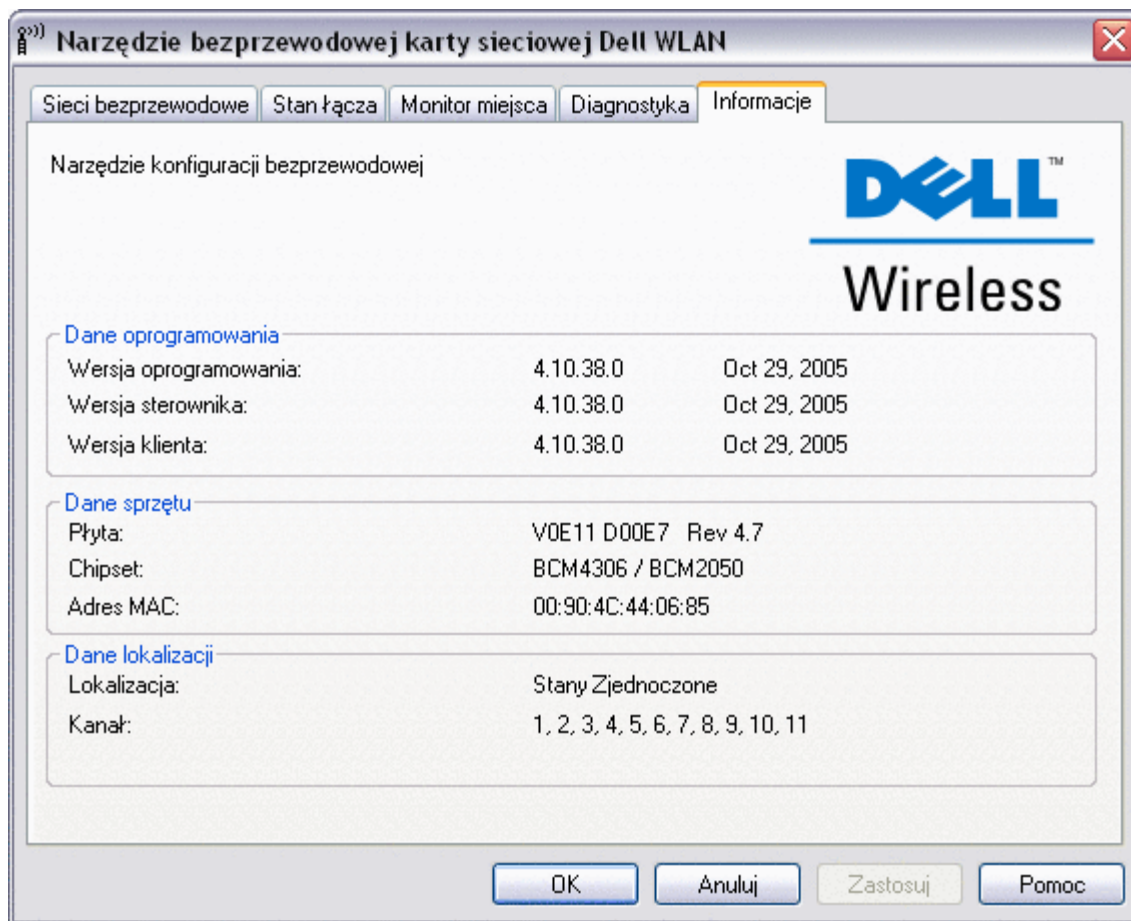 Narzędzie bezprzewodowej karty sieciowej Dell WLAN
Sieci bezprzewodowe Stan łącza Monitor miejsca Diagnostyka Informacje
Narzędzie konfiguracji bezprzewodowej
DELL™
Wireless
Dane oprogramowania
Wersja oprogramowania: 4.10.38.0 Oct 29, 2005
Wersja sterownika: 4.10.38.0 Oct 29, 2005
Wersja klienta: 4.10.38.0 Oct 29, 2005
Dane sprzętu
Płyta: V0E11 D00E7 Rev 4.7
Chipset: BCM4306 / BCM2050
Adres MAC: 00:90:4C:44:06:85
Dane lokalizacji
Lokalizacja: Stany Zjednoczone
Kanał: 1, 2, 3, 4, 5, 6, 7, 8, 9, 10, 11
OK Anuluj Zastosuj Pomoc